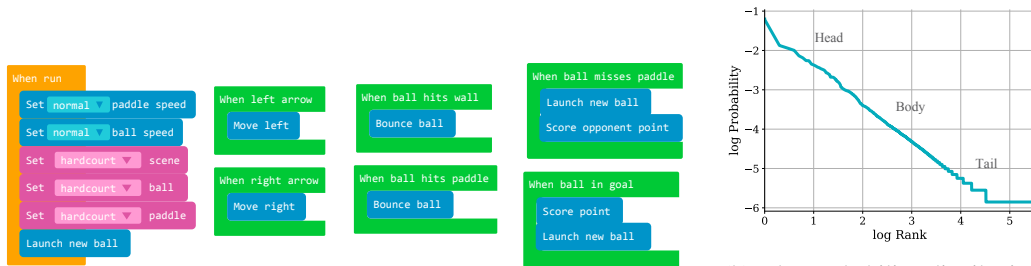 When run
Set normal paddle speed
Set normal ball speed
Set hardcourt scene
Set hardcourt ball
Set hardcourt paddle
Launch new ball
When left arrow
Move left
When right arrow
Move right
When ball hits wall
Bounce ball
When ball hits paddle
Bounce ball
When ball misses paddle
Launch new ball
Score opponent point
When ball in goal
Score point
Launch new ball
log Probability
−1
−2
−3
−4
−5
−6
Head
Body
Tail
0 1 2 3 4 5
log Rank